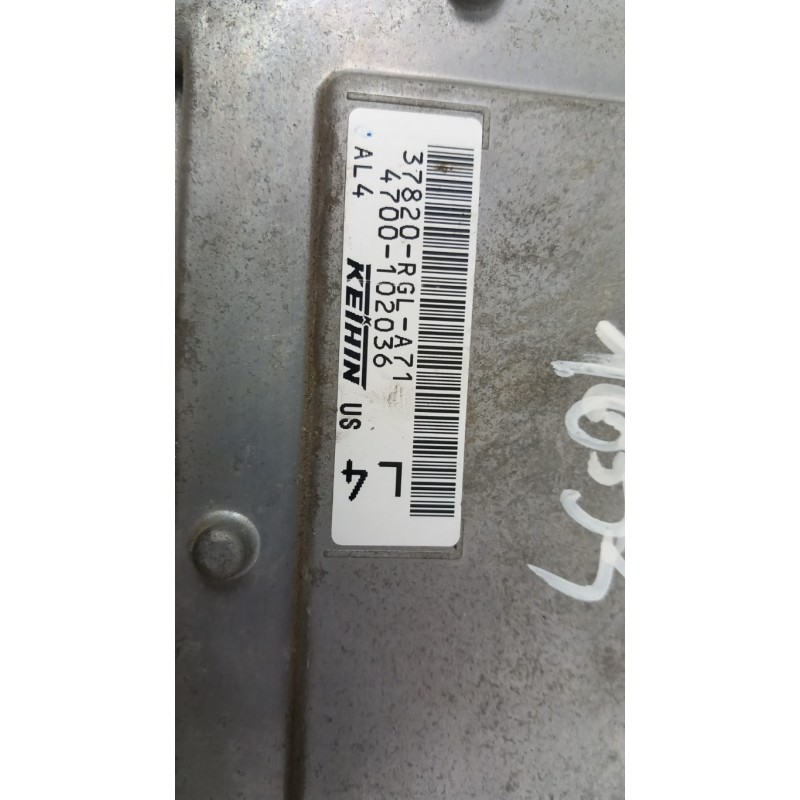 37820-RGL-A71
4700-102036
AL4
KEIHIN US
L
4